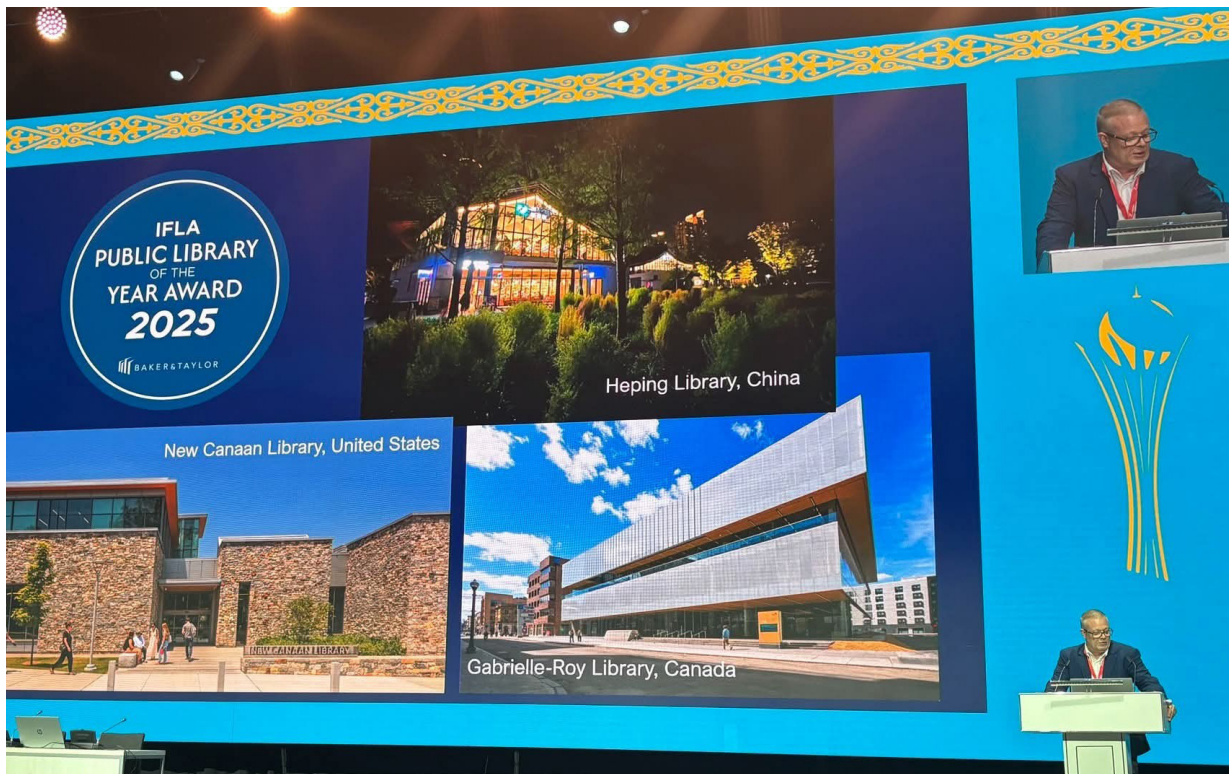 IFLA
PUBLIC LIBRARY
OF THE
YEAR AWARD
2025
BAKER & TAYLOR
Heping Library, China
New Canaan Library, United States
NEW CANAAN LIBRARY
Gabrielle-Roy Library, Canada